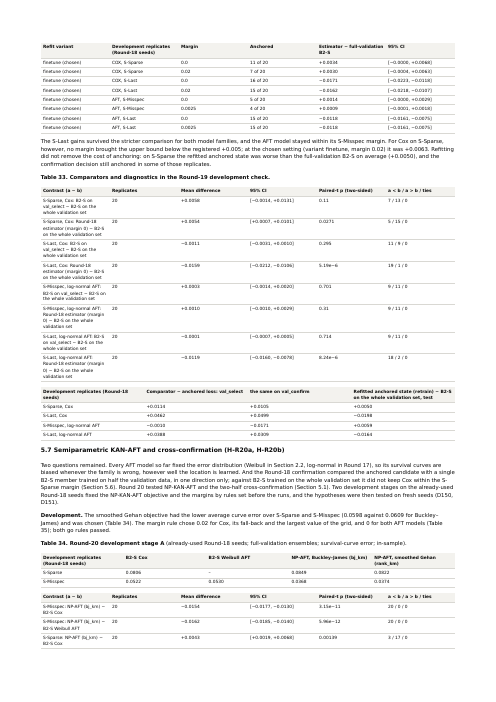 Refit variant | Development replicates (Round-18 seeds) | Margin | Anchored | Estimator − full-validation B2-S | 95% CI
finetune (chosen) | COX, S-Sparse | 0.0 | 11 of 20 | +0.0034 | [−0.0000, +0.0068]
finetune (chosen) | COX, S-Sparse | 0.02 | 7 of 20 | +0.0030 | [−0.0004, +0.0063]
finetune (chosen) | COX, S-Last | 0.0 | 16 of 20 | −0.0171 | [−0.0223, −0.0118]
finetune (chosen) | COX, S-Last | 0.02 | 15 of 20 | −0.0162 | [−0.0218, −0.0107]
finetune (chosen) | AFT, S-Misspec | 0.0 | 5 of 20 | +0.0014 | [−0.0000, +0.0029]
finetune (chosen) | AFT, S-Misspec | 0.0025 | 4 of 20 | +0.0009 | [−0.0001, +0.0018]
finetune (chosen) | AFT, S-Last | 0.0 | 15 of 20 | −0.0118 | [−0.0161, −0.0075]
finetune (chosen) | AFT, S-Last | 0.0025 | 15 of 20 | −0.0118 | [−0.0161, −0.0075]
The S-Last gains survived the stricter comparison for both families, and the AFT model stayed within its S-Misspec margin. For Cox on S-Sparse,
however, no margin brought the upper bound below the registered +0.005; at the chosen setting (variant finetune, margin 0.02) it was +0.0063. Refitting
did not remove the cost of anchoring: on S-Sparse the refitted anchored state was worse than the full-validation B2-S on average (+0.0050), and the
confirmation decision still anchored in some of those replicates.
Table 33. Comparators and diagnostics in the Round-19 development check.
Contrast (a − b) | Replicates | Mean difference | 95% CI | Paired-t p (two-sided) | a < b / a > b / ties
S-Sparse, Cox: B2-S on val_select − B2-S on the whole validation set | 20 | +0.0058 | [−0.0014, +0.0131] | 0.11 | 7 / 13 / 0
S-Sparse, Cox: Round-18 estimator (margin 0) − B2-S on the whole validation set | 20 | +0.0054 | [+0.0007, +0.0101] | 0.0271 | 5 / 15 / 0
S-Last, Cox: B2-S on val_select − B2-S on the whole validation set | 20 | −0.0011 | [−0.0031, +0.0010] | 0.295 | 11 / 9 / 0
S-Last, Cox: Round-18 estimator (margin 0) − B2-S on the whole validation set | 20 | −0.0159 | [−0.0212, −0.0106] | 5.19e−6 | 19 / 1 / 0
S-Misspec, log-normal AFT: B2-S on val_select − B2-S on the whole validation set | 20 | +0.0003 | [−0.0014, +0.0020] | 0.701 | 9 / 11 / 0
S-Misspec, log-normal AFT: Round-18 estimator (margin 0) − B2-S on the whole validation set | 20 | +0.0010 | [−0.0010, +0.0029] | 0.31 | 9 / 11 / 0
S-Last, log-normal AFT: B2-S on val_select − B2-S on the whole validation set | 20 | −0.0001 | [−0.0007, +0.0005] | 0.714 | 9 / 11 / 0
S-Last, log-normal AFT: Round-18 estimator (margin 0) − B2-S on the whole validation set | 20 | −0.0119 | [−0.0160, −0.0078] | 8.24e−6 | 18 / 2 / 0
Development replicates (Round-18 seeds) | Comparator − anchored loss: val_select | the same on val_confirm | Refitted anchored state (retrain) − B2-S on the whole validation set, test
S-Sparse, Cox | +0.0113 | +0.0105 | +0.0050
S-Last, Cox | +0.0462 | +0.0499 | −0.0198
S-Misspec, log-normal AFT | −0.0010 | −0.0171 | +0.0059
S-Last, log-normal AFT | +0.0388 | +0.0309 | −0.0164
5.7 Semiparametric KAN-AFT and cross-confirmation (H-R20a, H-R20b)
Two questions remained. Every AFT model so far fixed the error distribution (Weibull in Section 2.2, log-normal in Round 17), so its survival curves are
biased whenever the family is wrong, however well the location is learned. And the Round-18 confirmation compared the anchored candidate with a single
B2-S member trained on half the validation data, in one direction only; against B2-S trained on the whole validation set it did not keep Cox within the S-
Sparse margin (Section 5.6). Round 20 tested NP-KAN-AFT and the two-half cross-confirmation (Section 5.1). Two development stages on the already-used
Round-18 seeds fixed the NP-KAN-AFT objective and the margins by rules set before the runs, and the hypotheses were then tested on fresh seeds (D150,
D151).
Development. The smoothed Gehan objective had the lower average curve error over S-Sparse and S-Misspec (0.0598 against 0.0609 for Buckley–
James) and was chosen (Table 34). The margin rule chose 0.02 for Cox, its fall-back and the largest value of the grid, and 0 for both AFT models (Table
35); both go rules passed.
Table 34. Round-20 development stage A (already-used Round-18 seeds; full-validation ensembles; survival-curve error; in-sample).
Development replicates (Round-18 seeds) | B2-S Cox | B2-S Weibull AFT | NP-AFT, Buckley-James (bj_km) | NP-AFT, smoothed Gehan (rank_km)
S-Sparse | 0.0806 | – | 0.0849 | 0.0822
S-Misspec | 0.0522 | 0.0530 | 0.0368 | 0.0374
Contrast (a − b) | Replicates | Mean difference | 95% CI | Paired-t p (two-sided) | a < b / a > b / ties
S-Misspec: NP-AFT (bj_km) − B2-S Cox | 20 | −0.0154 | [−0.0177, −0.0130] | 3.15e−11 | 20 / 0 / 0
S-Misspec: NP-AFT (bj_km) − B2-S Weibull AFT | 20 | −0.0162 | [−0.0185, −0.0140] | 5.96e−12 | 20 / 0 / 0
S-Sparse: NP-AFT (bj_km) − B2-S Cox | 20 | +0.0043 | [+0.0019, +0.0068] | 0.00139 | 3 / 17 / 0